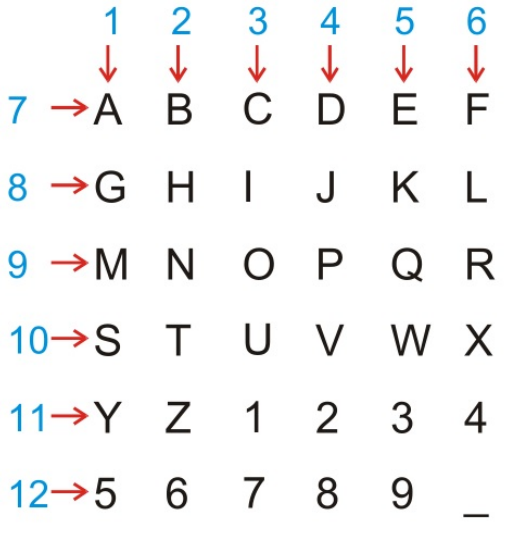 1 2 3 4 5 6
7 A B C D E F
8 G H I J K L
9 M N O P Q R
10 S T U V W X
11 Y Z 1 2 3 4
12 5 6 7 8 9 _